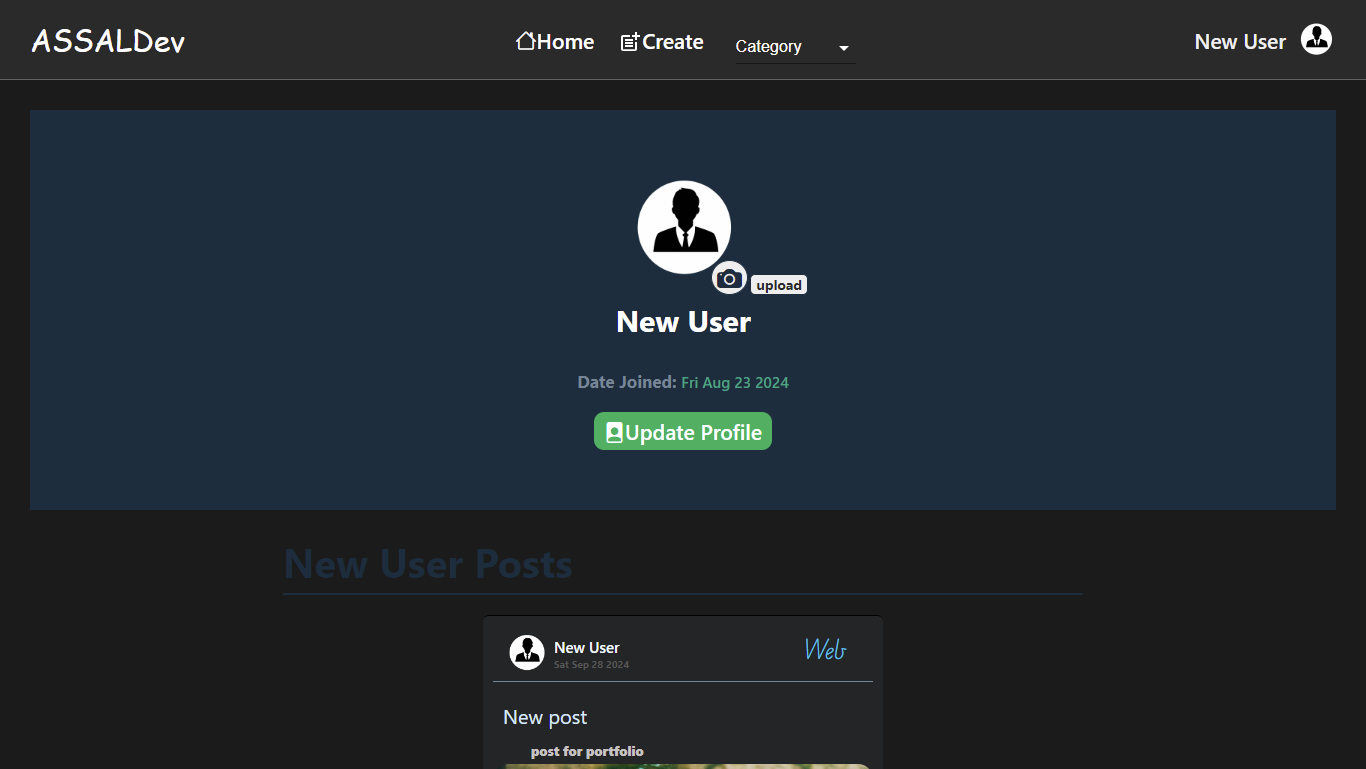 ASSALDev
Home
Create
Category
New User
upload
New User
Date Joined: Fri Aug 23 2024
Update Profile
New User Posts
New User
Sat Sep 28 2024
Web
New post
post for portfolio